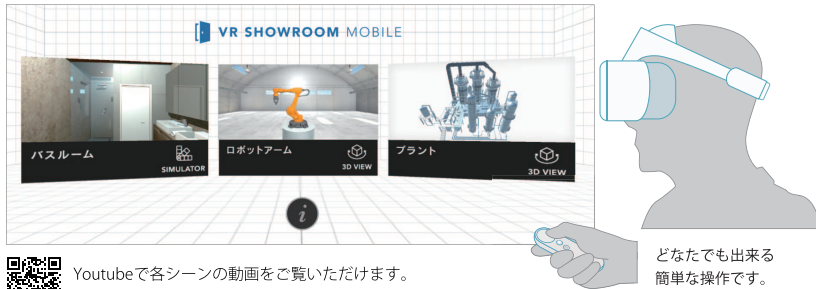 VR SHOWROOM MOBILE
バスルーム
SIMULATOR
ロボットアーム
3D VIEW
プラント
3D VIEW
i
どなたでも出来る
簡単な操作です。
Youtubeで各シーンの動画をご覧いただけます。